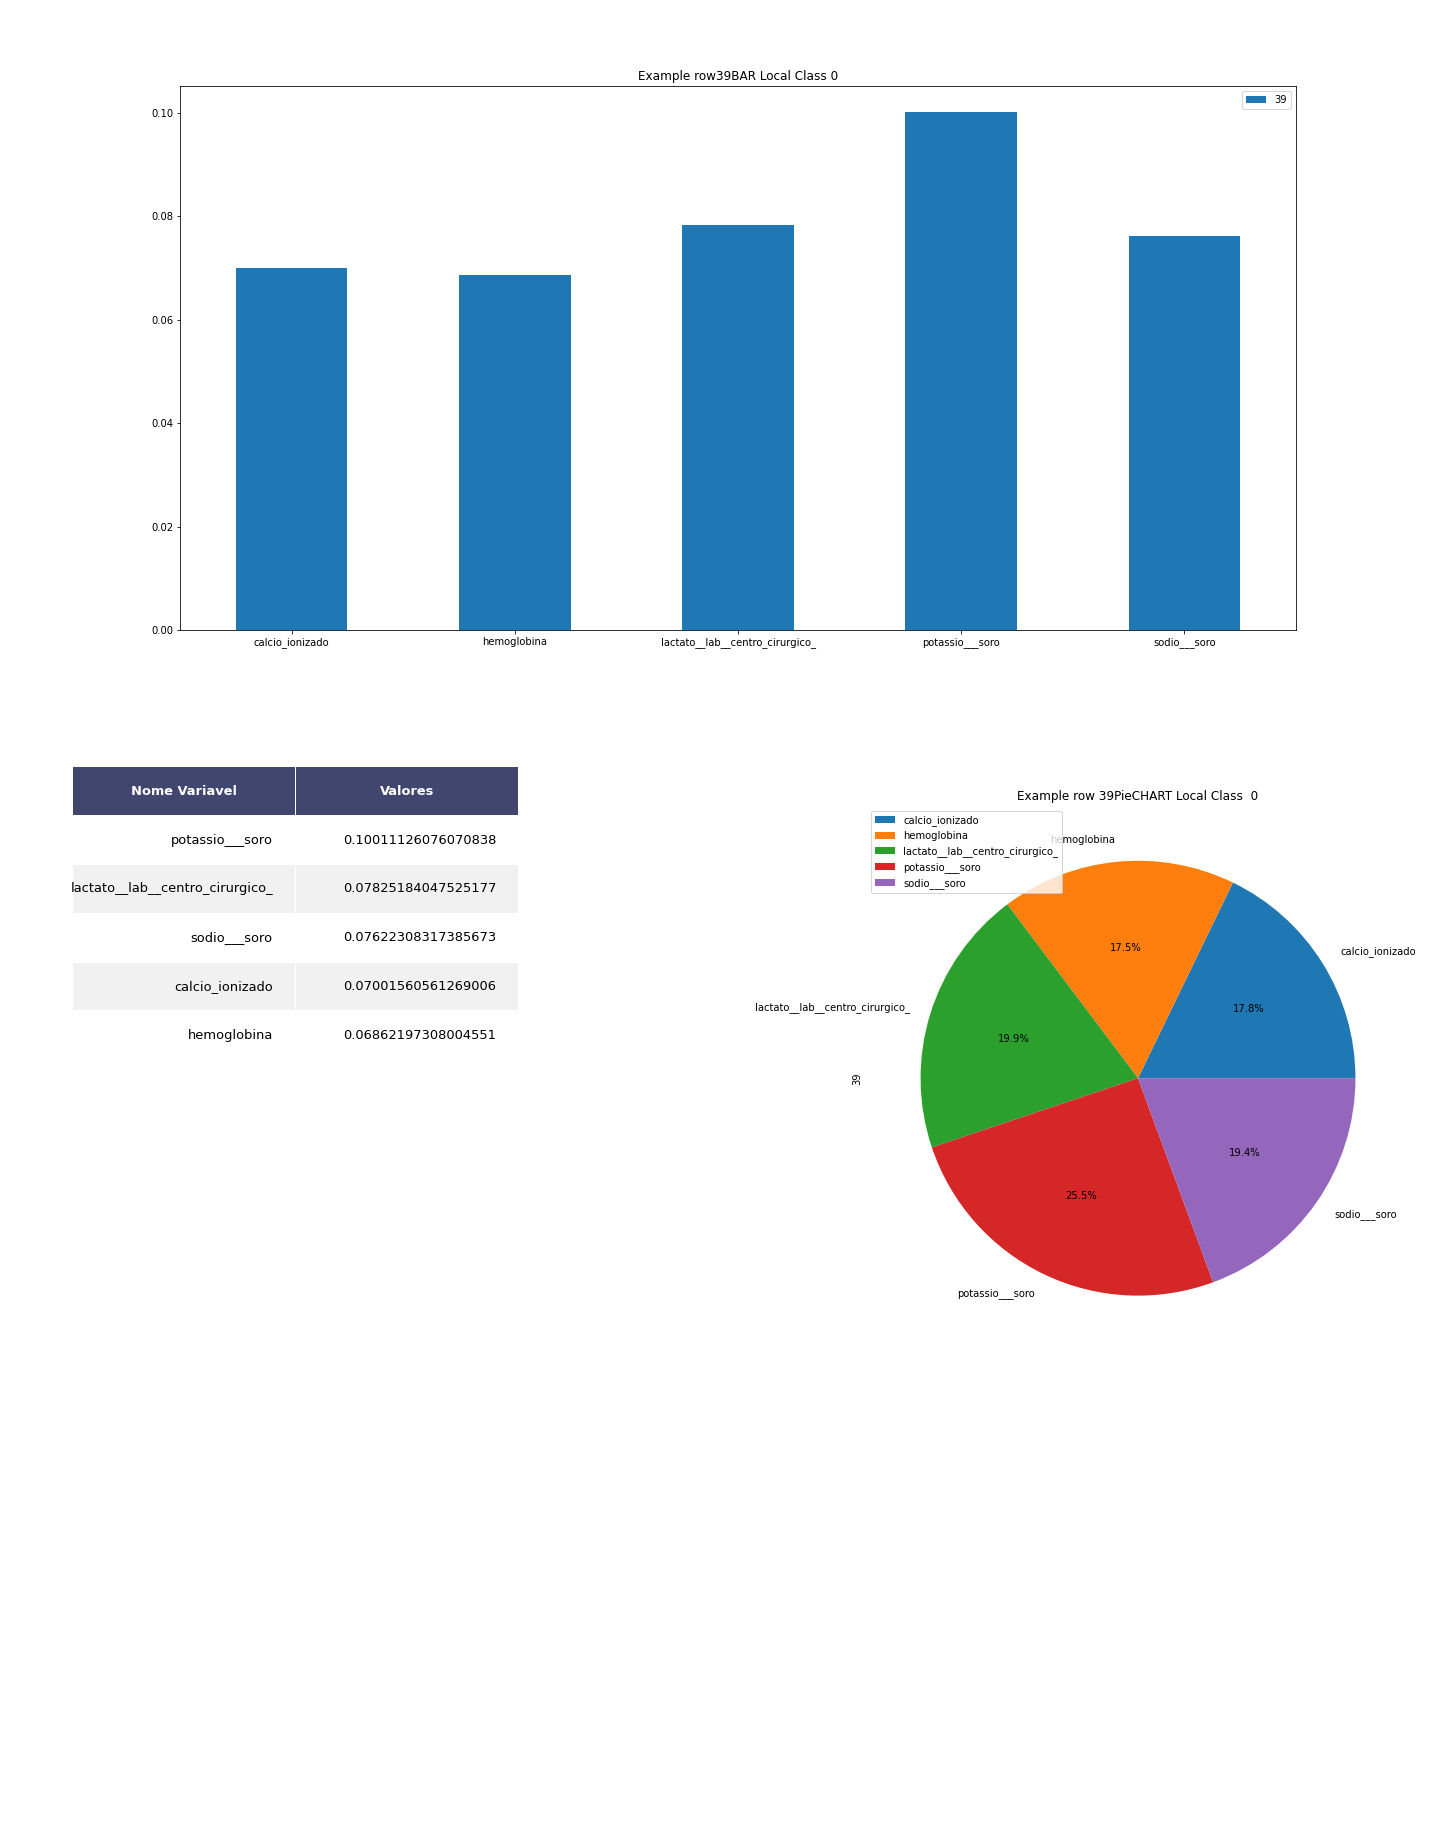 Example row39BAR Local Class 0
39
0.10
0.08
0.06
0.04
0.02
0.00
calcio_ionizado
hemoglobina
lactato__lab__centro_cirurgico_
potassio___soro
sodio___soro
Nome Variavel Valores
potassio___soro 0.10011126076070838
lactato__lab__centro_cirurgico_ 0.07825184047525177
sodio___soro 0.07622308317385673
calcio_ionizado 0.07001560561269006
hemoglobina 0.06862197308004551
Example row 39PieCHART Local Class  0
calcio_ionizado
hemoglobina
lactato__lab__centro_cirurgico_
potassio___soro
sodio___soro
hemoglobina
17.5%
calcio_ionizado
17.8%
lactato__lab__centro_cirurgico_
19.9%
39
19.4%
25.5%
sodio___soro
potassio___soro